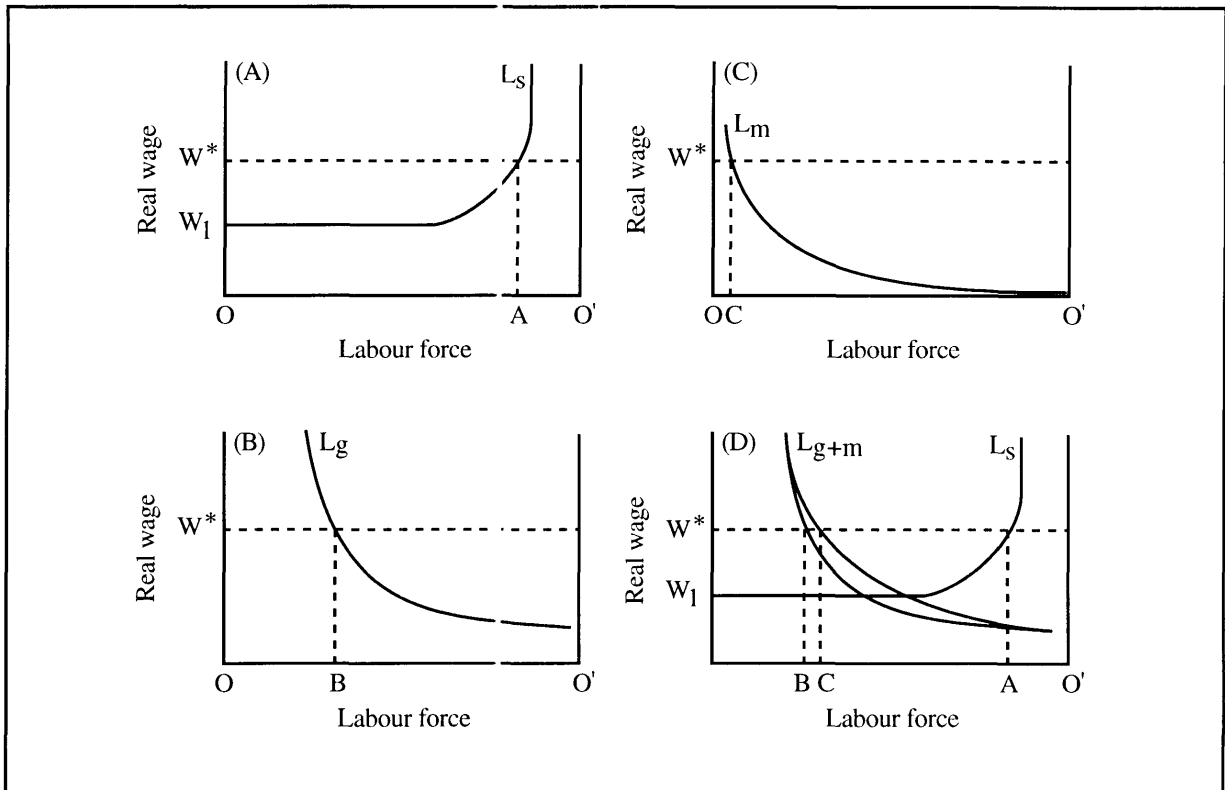 (A)
Ls
Real wage
W*
W1
O A O'
Labour force
(C)
Lm
Real wage
W*
O C O'
Labour force
(B)
Lg
Real wage
W*
O B O'
Labour force
(D)
Lg+m
Ls
Real wage
W*
W1
B C A O'
Labour force